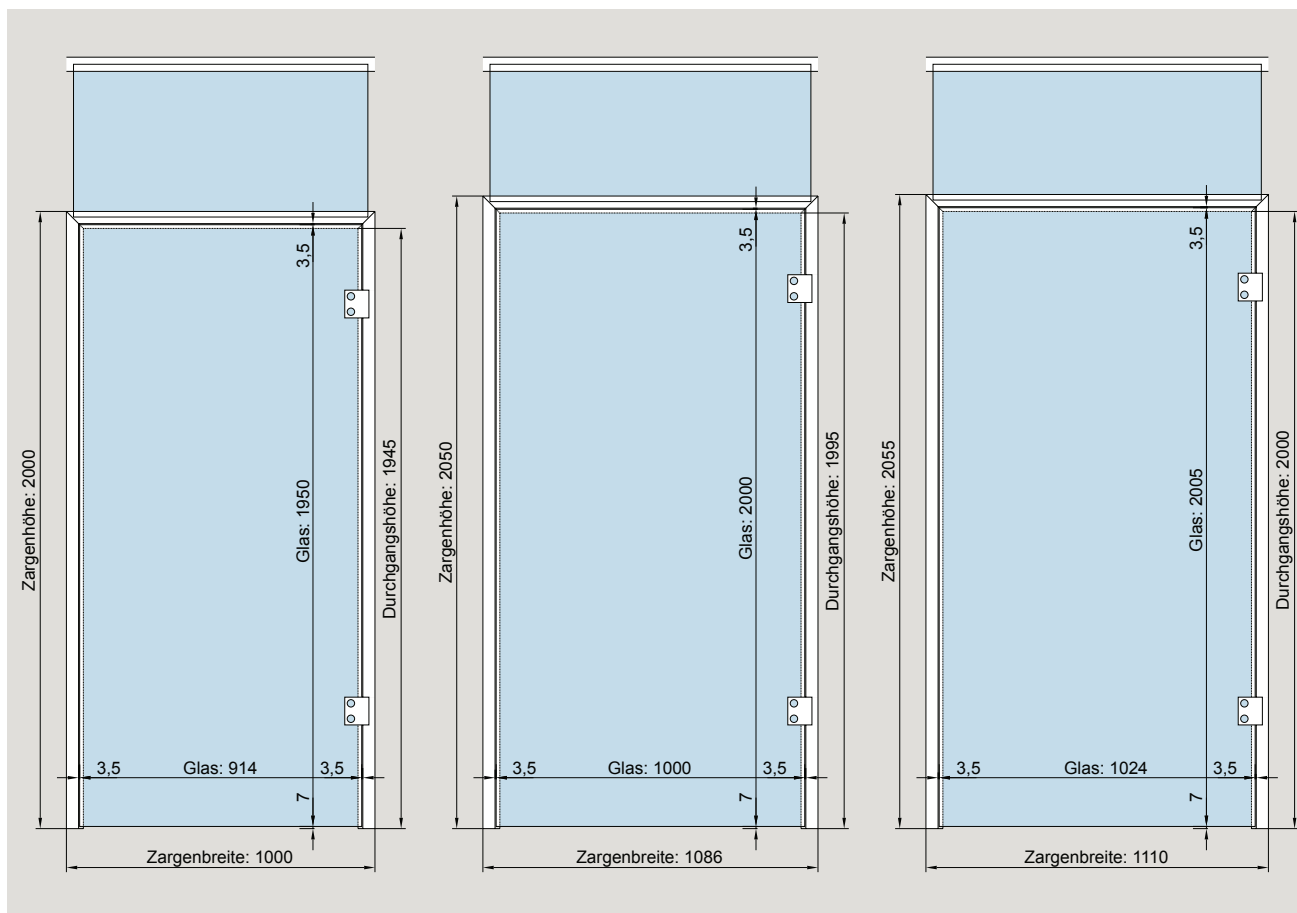 3,5
Zargenhöhe: 2000
Glas: 1950
Durchgangshöhe: 1945
3,5
Glas: 914
3,5
7
Zargenbreite: 1000
3,5
Zargenhöhe: 2050
Glas: 2000
Durchgangshöhe: 1995
3,5
Glas: 1000
3,5
7
Zargenbreite: 1086
3,5
Zargenhöhe: 2055
Glas: 2005
Durchgangshöhe: 2000
3,5
Glas: 1024
3,5
7
Zargenbreite: 1110